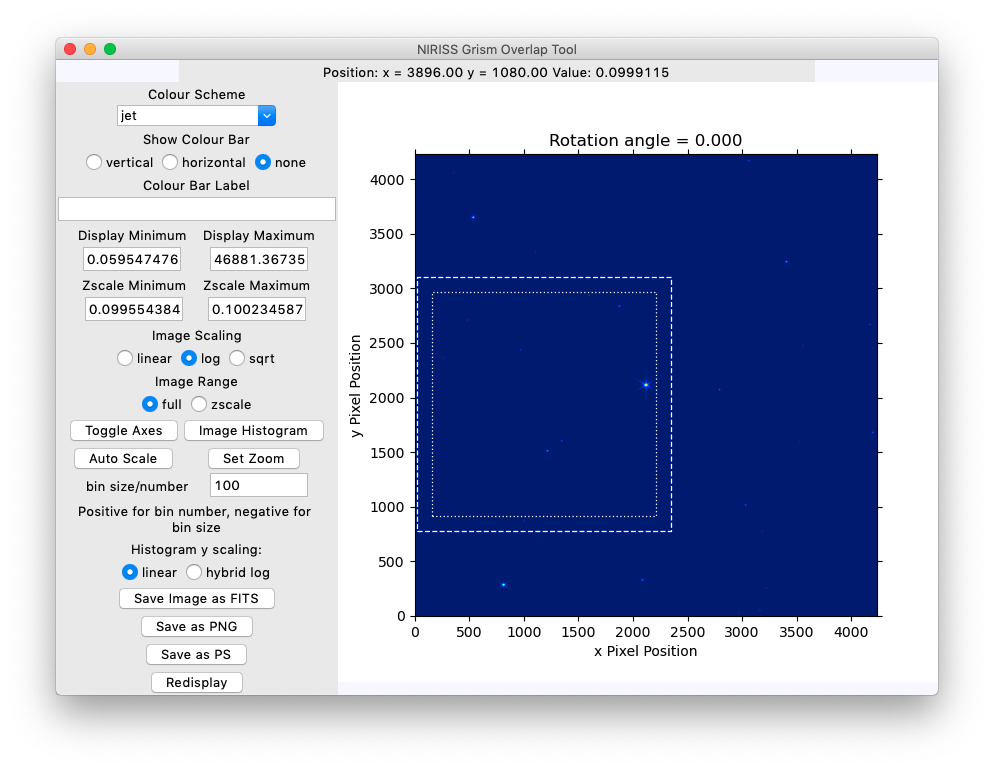 NIRISS Grism Overlap Tool
Position: x = 3896.00 y = 1080.00 Value: 0.0999115
Colour Scheme
jet
Show Colour Bar
vertical horizontal none
Colour Bar Label
Display Minimum Display Maximum
0.059547476 46881.36735
Zscale Minimum Zscale Maximum
0.099554384 0.100234587
Image Scaling
linear log sqrt
Image Range
full zscale
Toggle Axes Image Histogram
Auto Scale Set Zoom
bin size/number 100
Positive for bin number, negative for
bin size
Histogram y scaling:
linear hybrid log
Save Image as FITS
Save as PNG
Save as PS
Redisplay
Rotation angle = 0.000
4000
3500
3000
2500
2000
1500
1000
500
0
y Pixel Position
0 500 1000 1500 2000 2500 3000 3500 4000
x Pixel Position